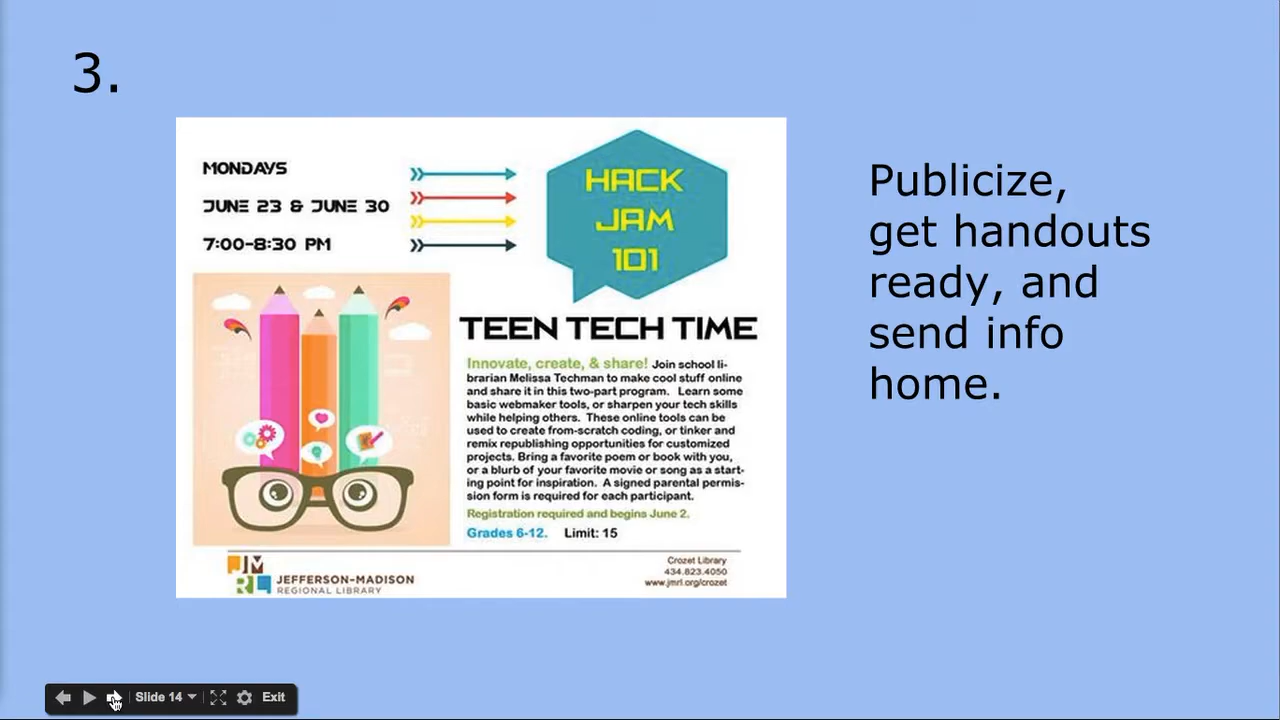 3.
MONDAYS
JUNE 23 & JUNE 30
7:00-8:30 PM
HACK
JAM
101
TEEN TECH TIME
Innovate, create, & share! Join school li-
brarian Melissa Techman to make cool stuff online
and share it in this two-part program. Learn some
basic webmaker tools, or sharpen your tech skills
while helping others. These online tools can be
used to create from-scratch coding, or tinker and
remix republishing opportunities for customized
projects. Bring a favorite poem or book with you,
or a blurb of your favorite movie or song as a start-
ing point for inspiration. A signed parental permis-
sion form is required for each participant.
Registration required and begins June 2.
Grades 6-12. Limit: 15
JM
RL
JEFFERSON-MADISON
REGIONAL LIBRARY
Crozet Library
434.823.4050
www.jmrl.org/crozet
Publicize,
get handouts
ready, and
send info
home.
Slide 14
Exit